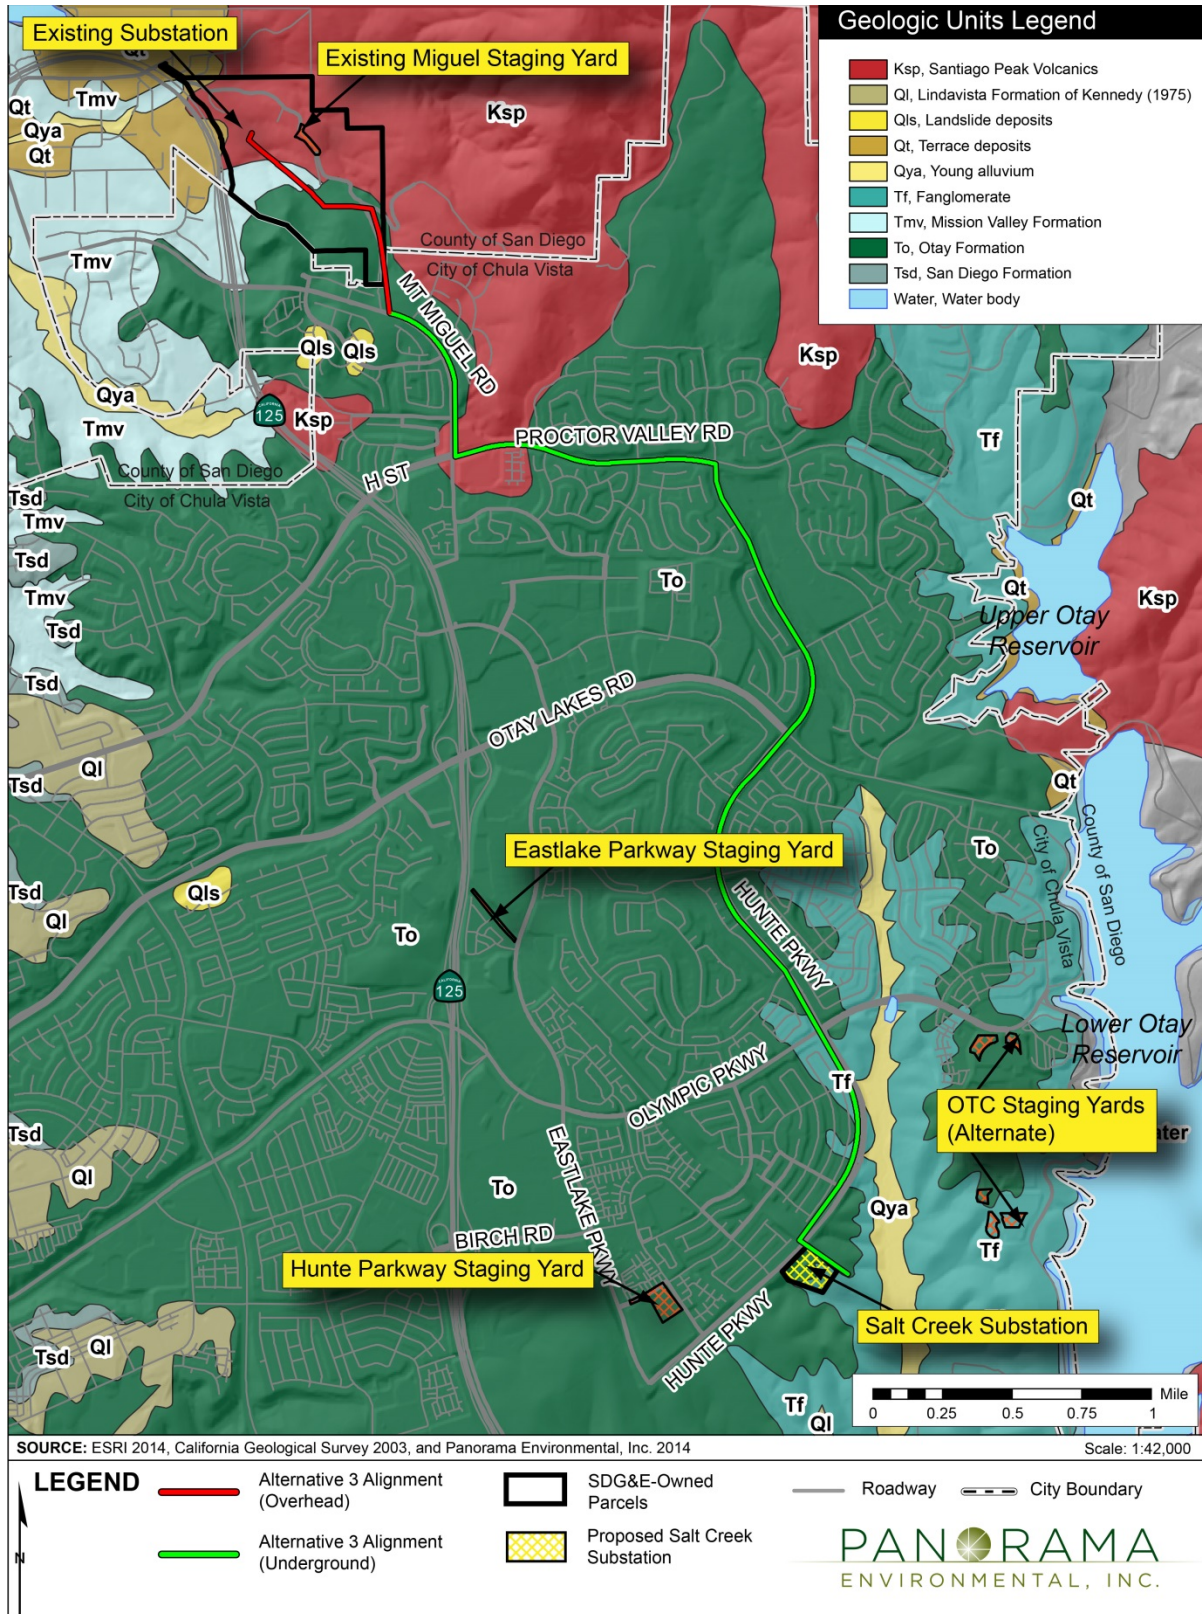 Geologic Units Legend
Ksp, Santiago Peak Volcanics
Ql, Lindavista Formation of Kennedy (1975)
Qls, Landslide deposits
Qt, Terrace deposits
Qya, Young alluvium
Tf, Fanglomerate
Tmv, Mission Valley Formation
To, Otay Formation
Tsd, San Diego Formation
Water, Water body
Existing Substation
Existing Miguel Staging Yard
Qt
Tmv
Qt
Qya
Qt
Ksp
County of San Diego
City of Chula Vista
Tmv
MT MIGUEL RD
Qls
Qls
Ksp
Qya
CALIFORNIA
125
Ksp
Tmv
PROCTOR VALLEY RD
Tf
County of San Diego
City of Chula Vista
H ST
Tsd
Tmv
Tsd
Tmv
Tsd
Tsd
Qt
To
Qt
Ksp
Upper Otay
Reservoir
OTAY LAKES RD
Ql
Tsd
Qt
Eastlake Parkway Staging Yard
To
County of San Diego
City of Chula Vista
Qls
Tsd
Ql
HUNTE PKWY
To
CALIFORNIA
125
Lower Otay
Reservoir
Tf
OLYMPIC PKWY
OTC Staging Yards
(Alternate)
ater
Tsd
Ql
EASTLAKE PKWY
To
Qya
BIRCH RD
Tf
Hunte Parkway Staging Yard
HUNTE PKWY
Salt Creek Substation
Ql
Tsd
Tf
Ql
Mile
0 0.25 0.5 0.75 1
SOURCE: ESRI 2014, California Geological Survey 2003, and Panorama Environmental, Inc. 2014
Scale: 1:42,000
LEGEND
N
Alternative 3 Alignment
(Overhead)
Alternative 3 Alignment
(Underground)
SDG&E-Owned
Parcels
Proposed Salt Creek
Substation
Roadway
City Boundary
PANORAMA
ENVIRONMENTAL, INC.